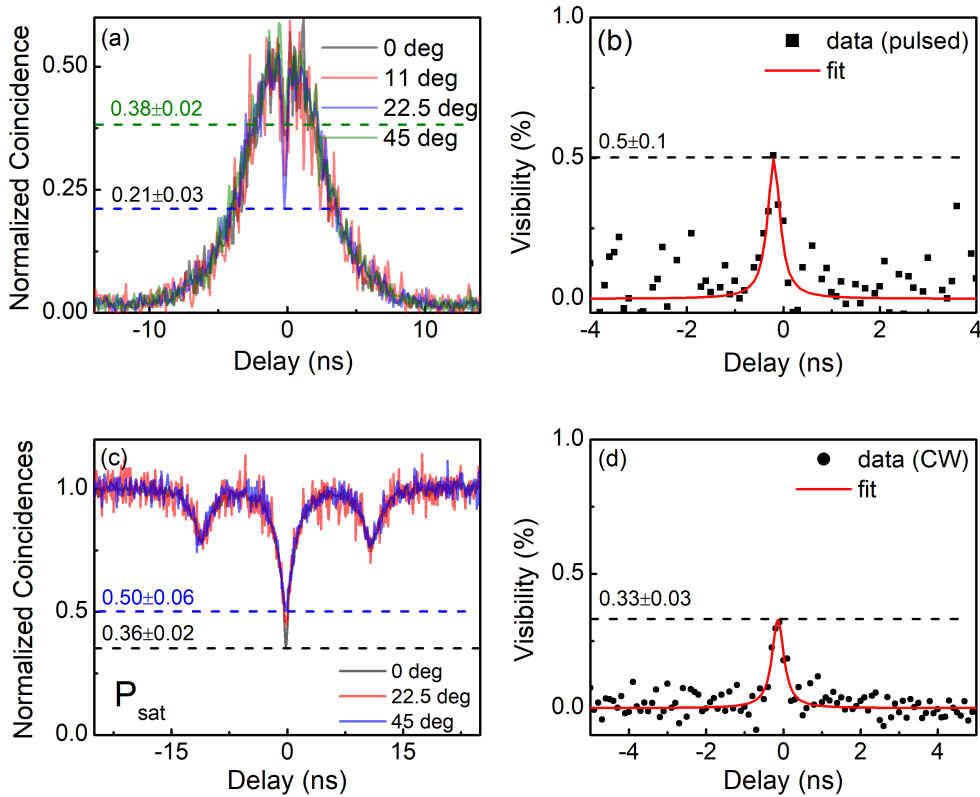 (a)
0 deg
11 deg
22.5 deg
45 deg
0.38±0.02
0.21±0.03
0.50
0.25
0.00
-10
0
10
Normalized Coincidence
Delay (ns)
(b)
data (pulsed)
fit
0.5±0.1
1.0
0.5
0.0
-4
-2
0
2
4
Visibility (%)
Delay (ns)
(c)
1.0
0.5
0.0
0.50±0.06
0.36±0.02
Psat
0 deg
22.5 deg
45 deg
-15
0
15
Normalized Coincidences
Delay (ns)
(d)
data (CW)
fit
0.33±0.03
1.0
0.5
0.0
-4
-2
0
2
4
Visibility (%)
Delay (ns)